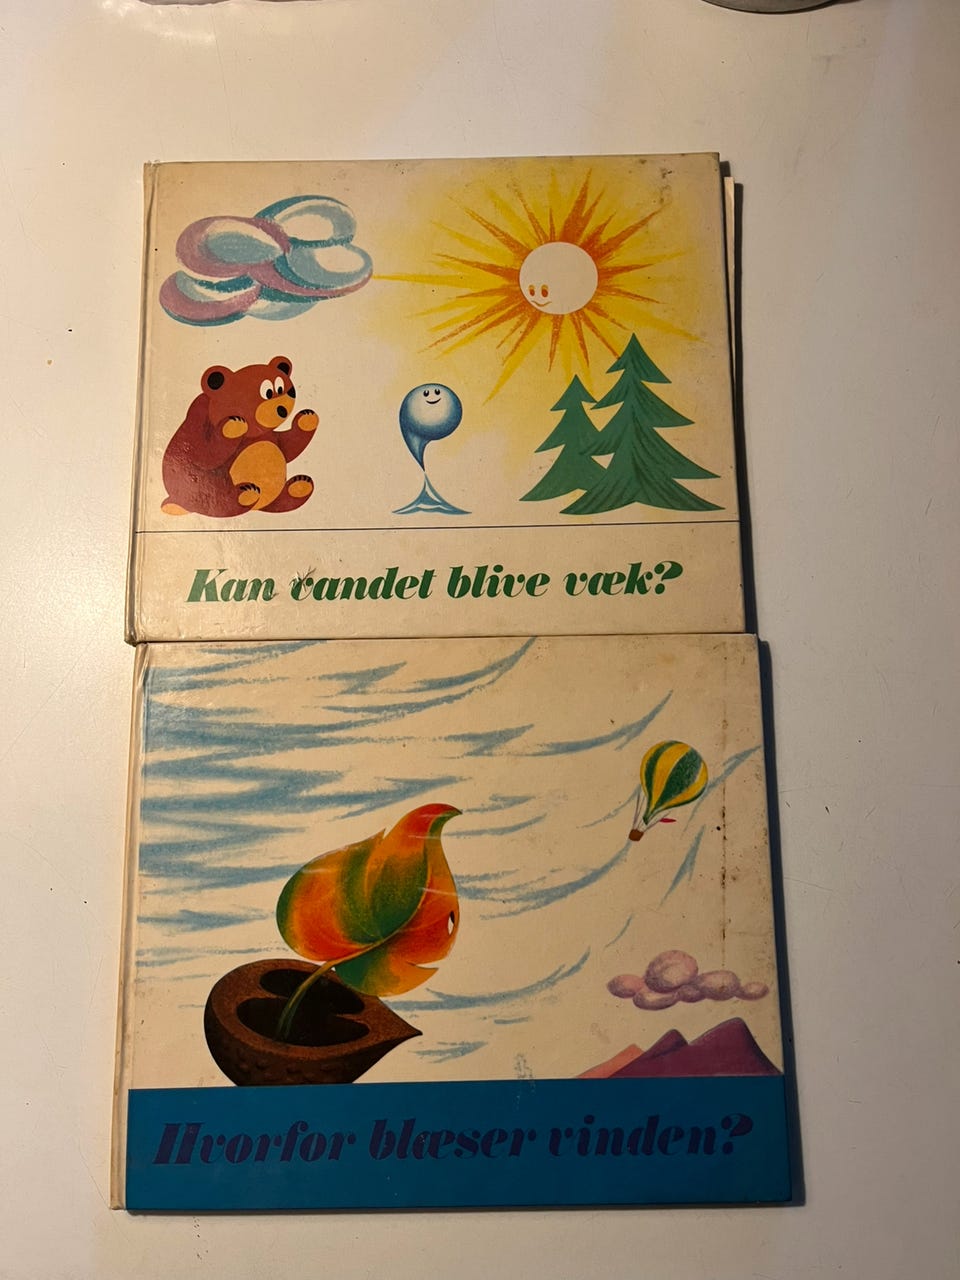 Kan vandet blive væk?
Hvorfor blæser vinden?